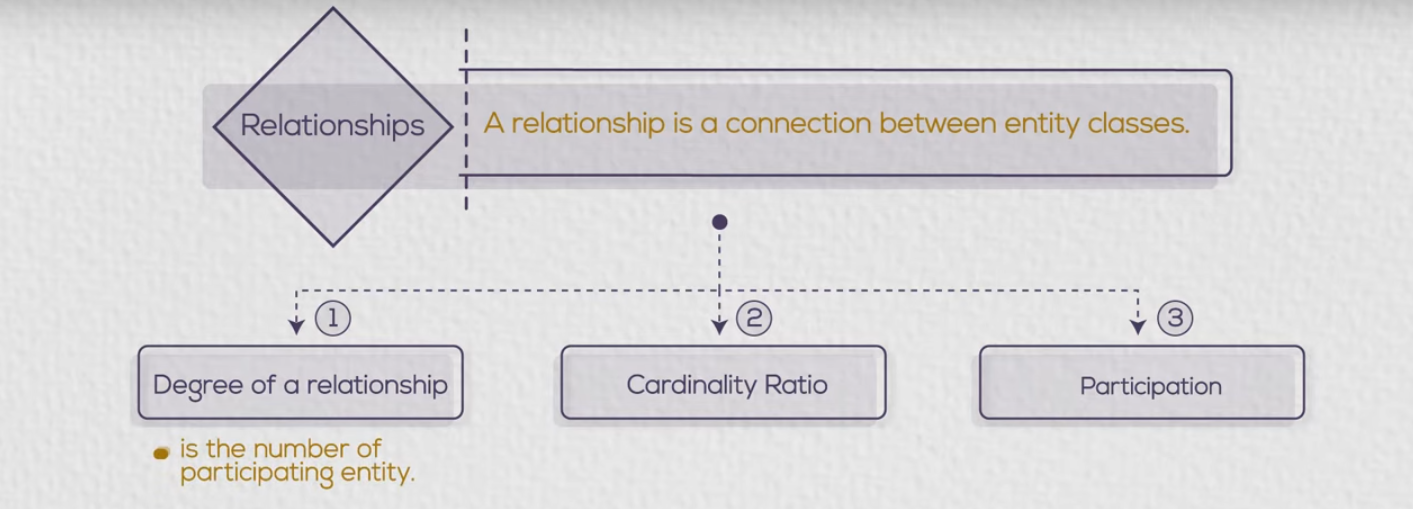 Relationships
A relationship is a connection between entity classes.
1
2
3
Degree of a relationship
Cardinality Ratio
Participation
is the number of
participating entity.